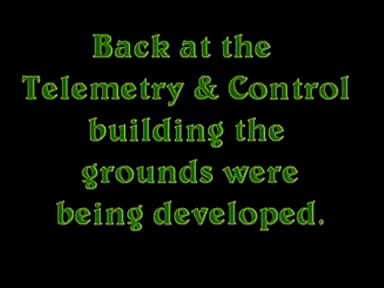 Back at the
Telemetry & Control
building the
grounds were
being developed.